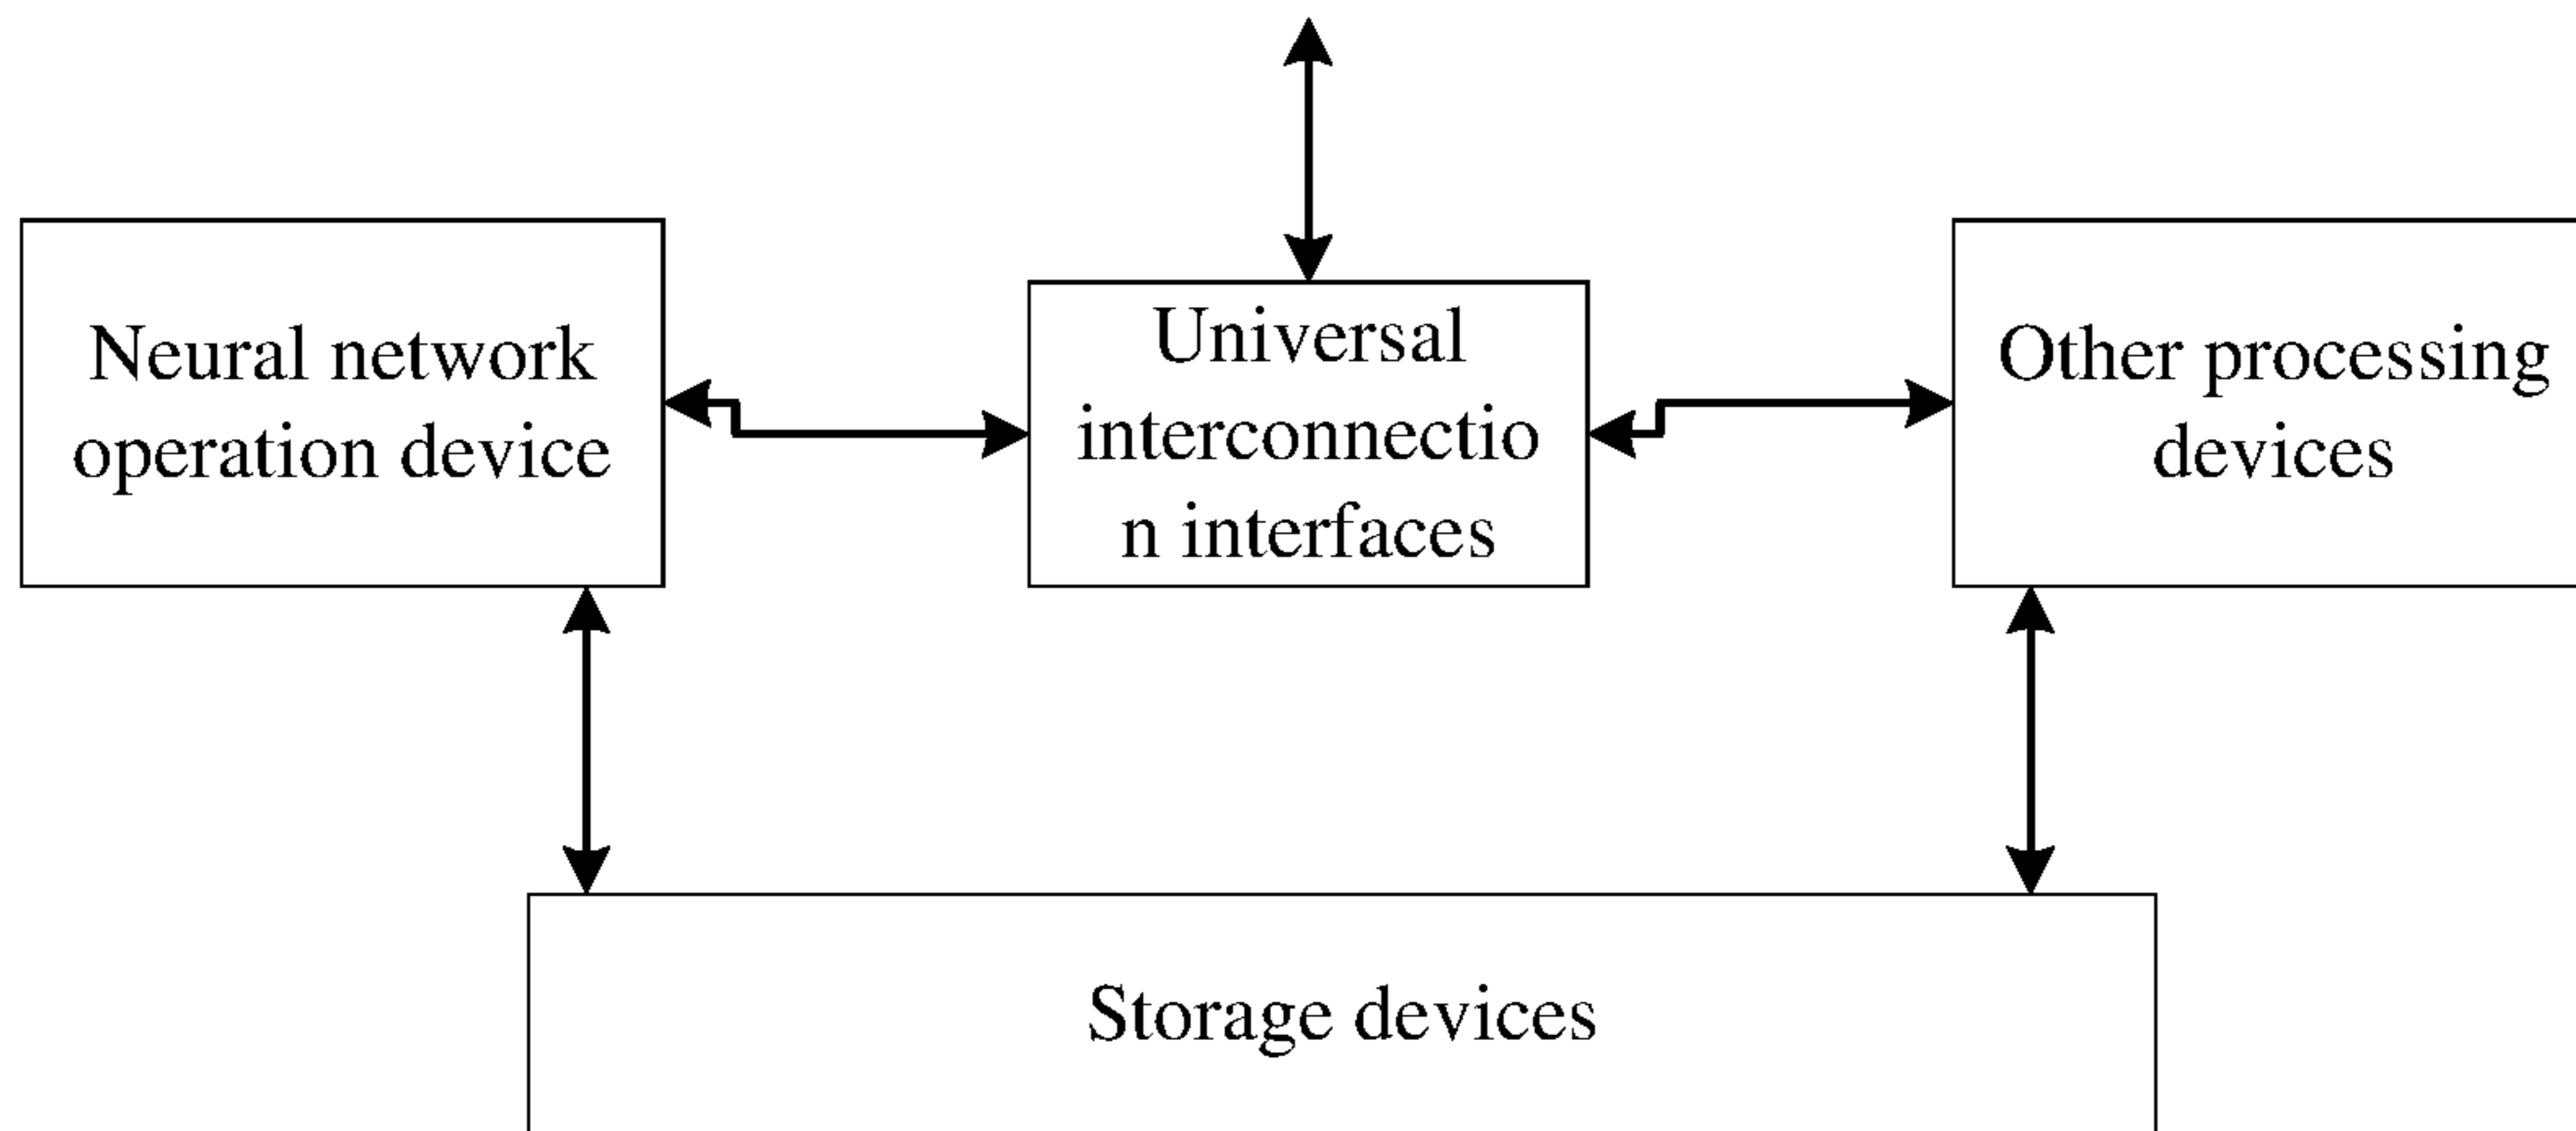 Neural network
operation device
Universal
interconnectio
n interfaces
Other processing
devices
Storage devices